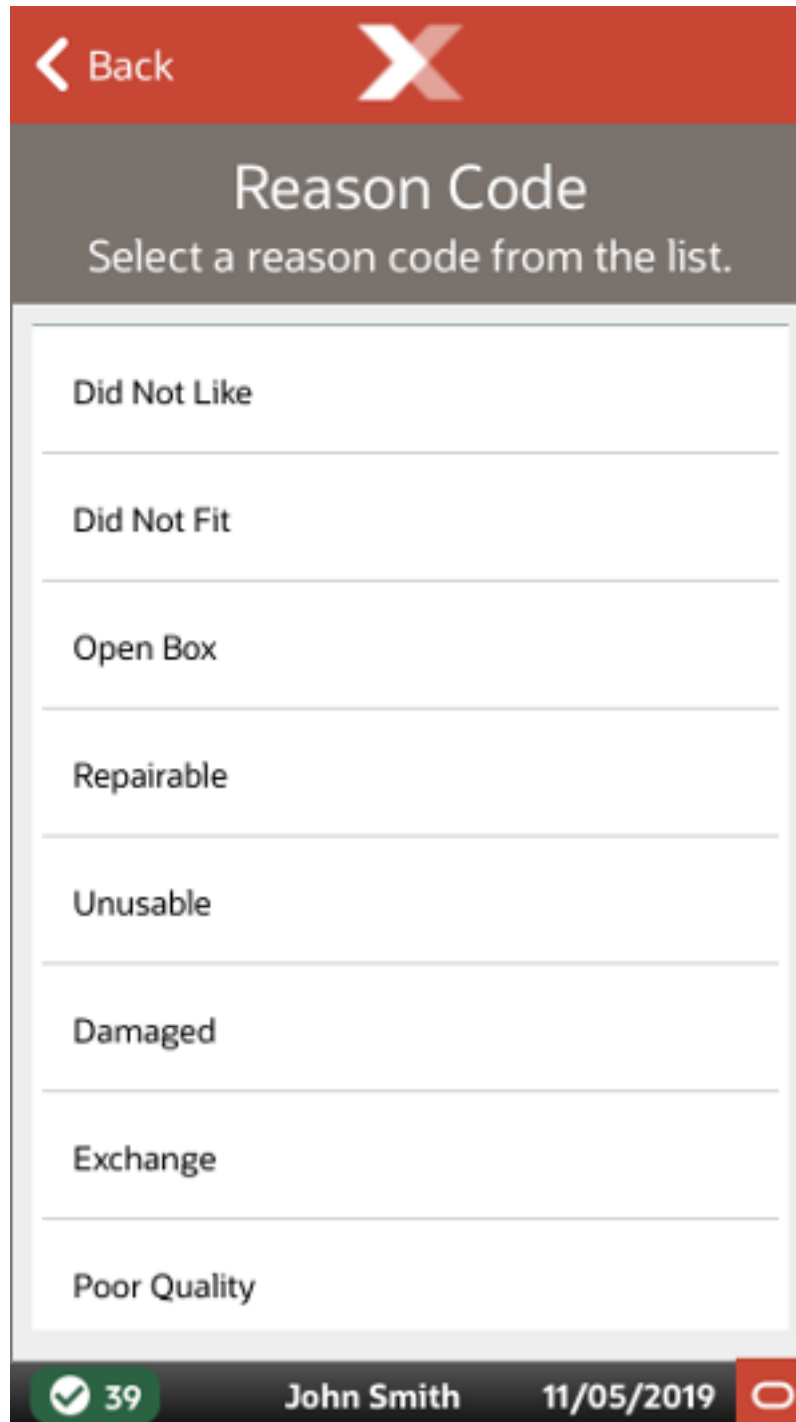 Back
Reason Code
Select a reason code from the list.
Did Not Like
Did Not Fit
Open Box
Repairable
Unusable
Damaged
Exchange
Poor Quality
39 John Smith 11/05/2019